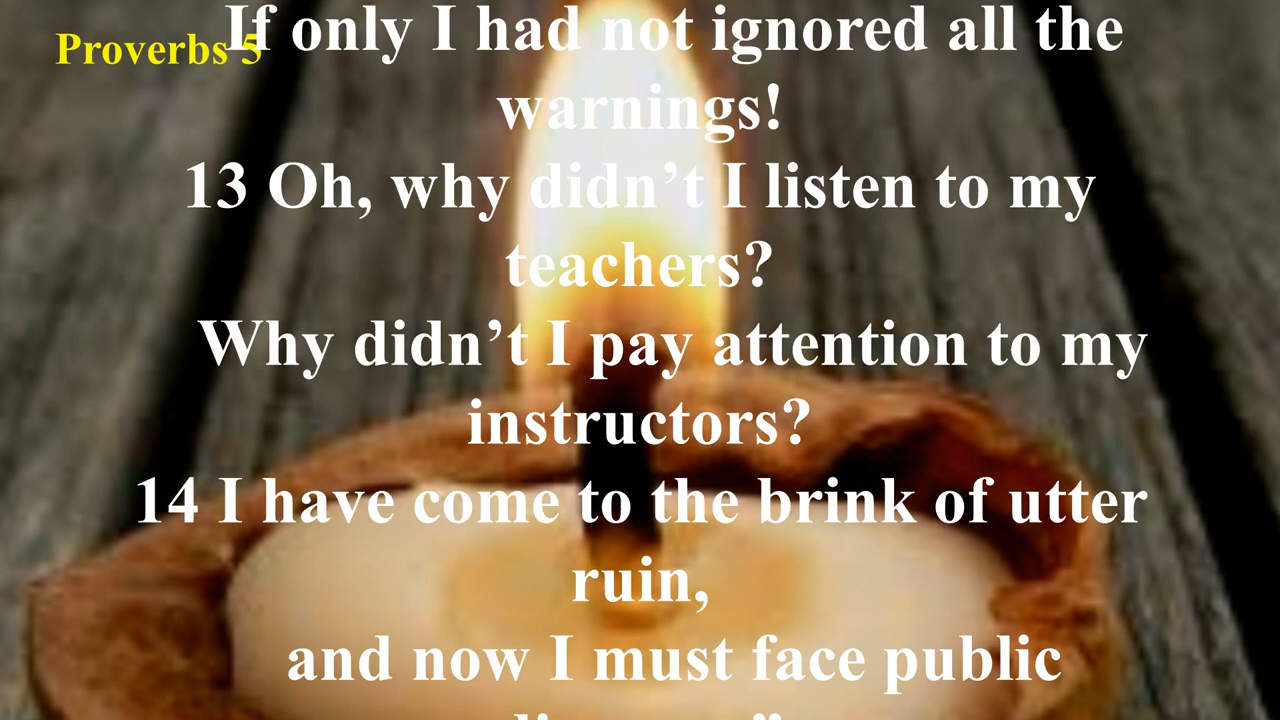 Proverbs 5
If only I had not ignored all the
warnings!
13 Oh, why didn’t I listen to my
teachers?
Why didn’t I pay attention to my
instructors?
14 I have come to the brink of utter
ruin,
and now I must face public